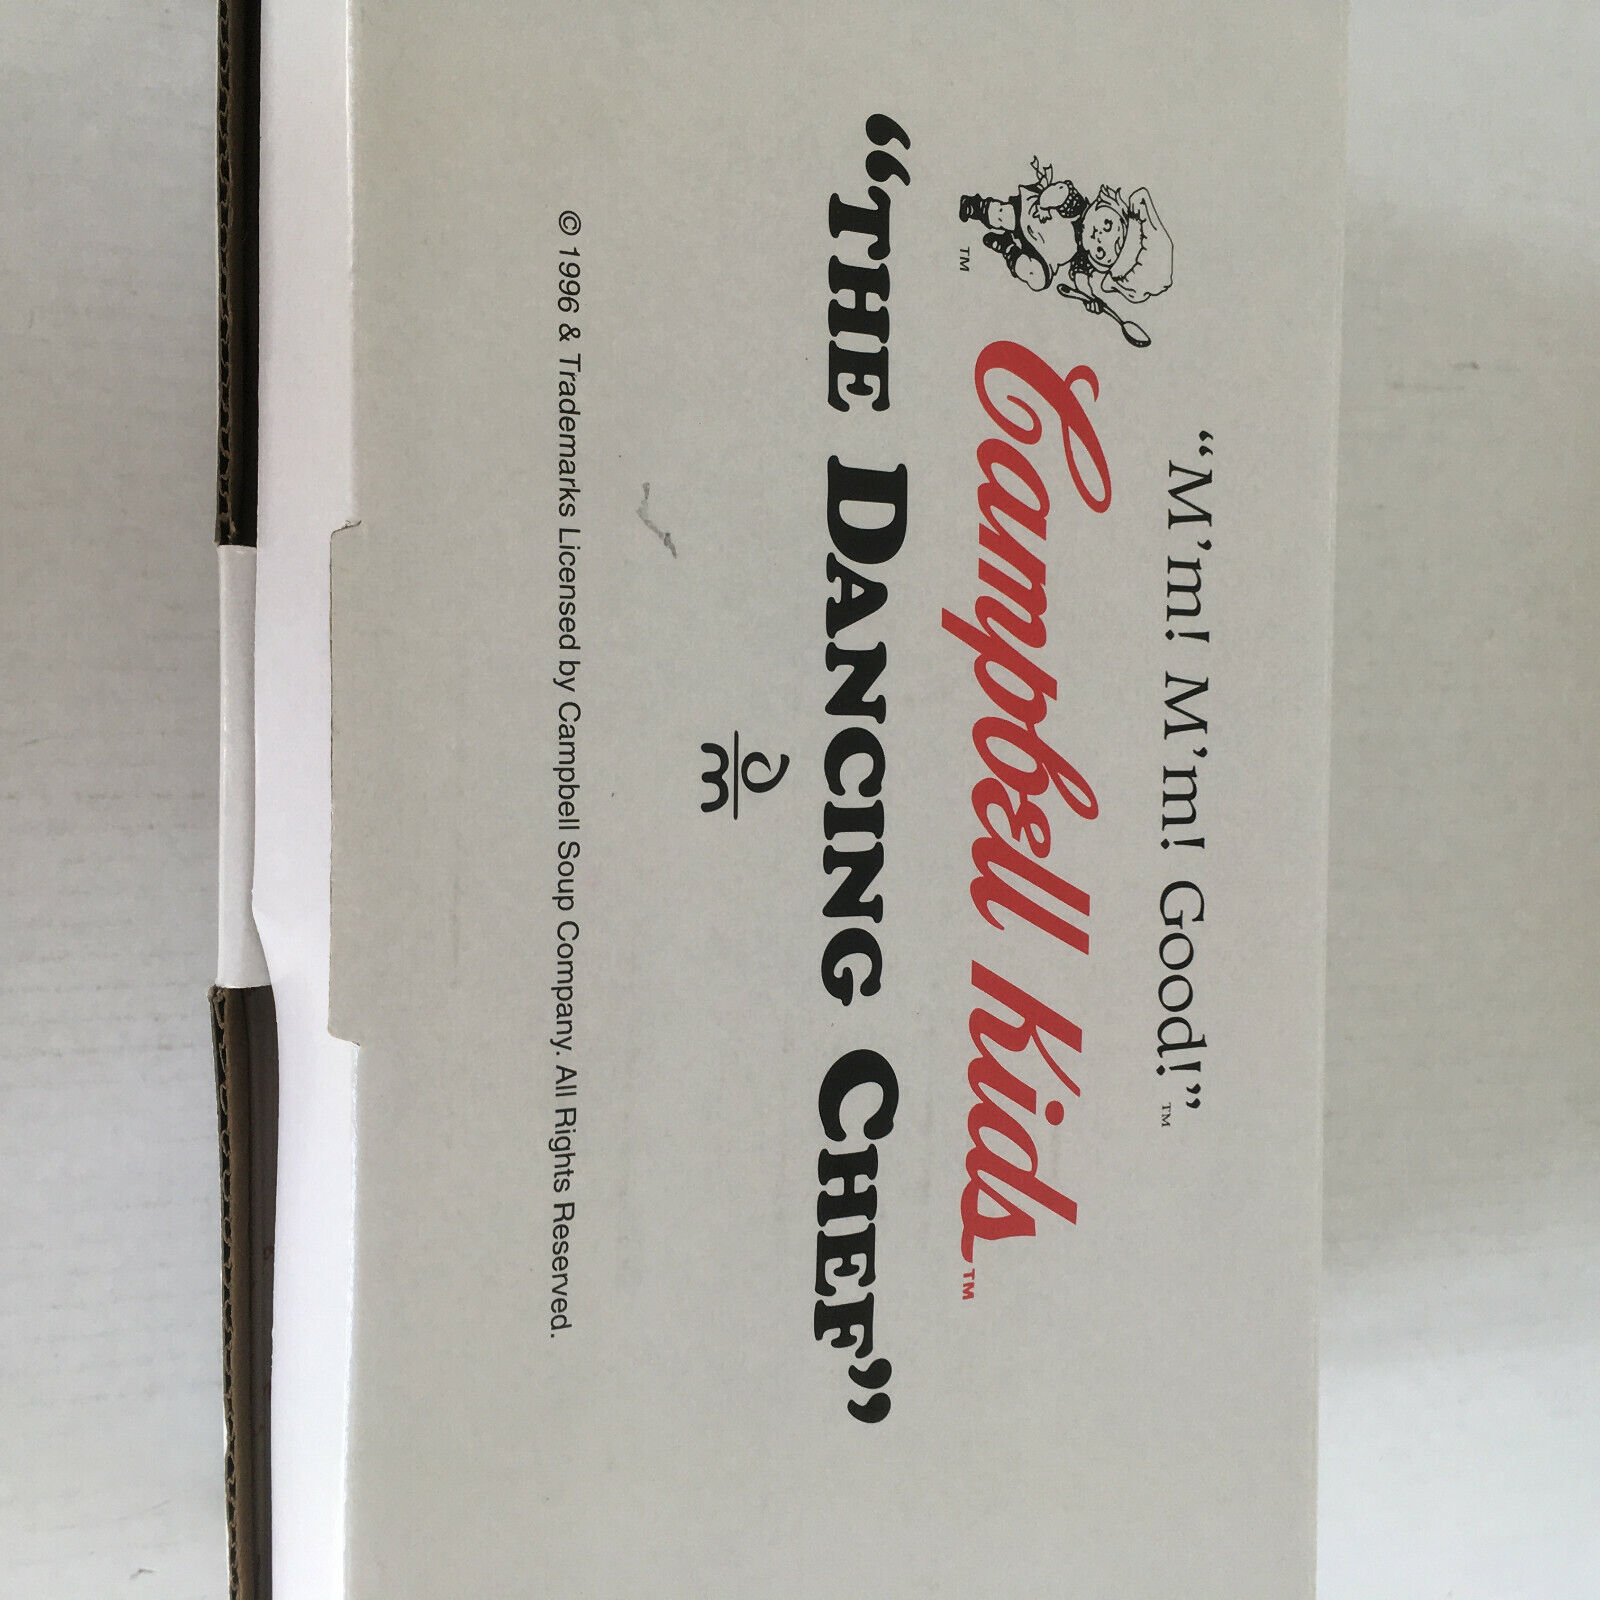 “M’m! M’m! Good!”™
™
Campbell Kids™
“THE DANCING CHEF”
© 1996 & Trademarks Licensed by Campbell Soup Company. All Rights Reserved.